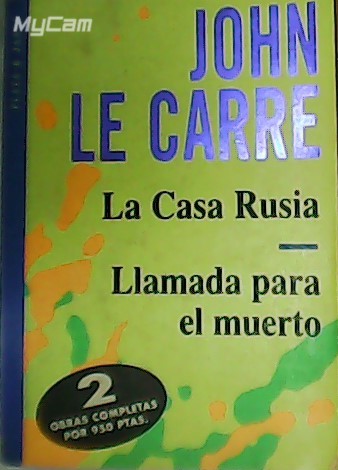 MyCam
JOHN
LE CARRE
La Casa Rusia
Llamada para
el muerto
2
OBRAS COMPLETAS
POR 950 PTAS.